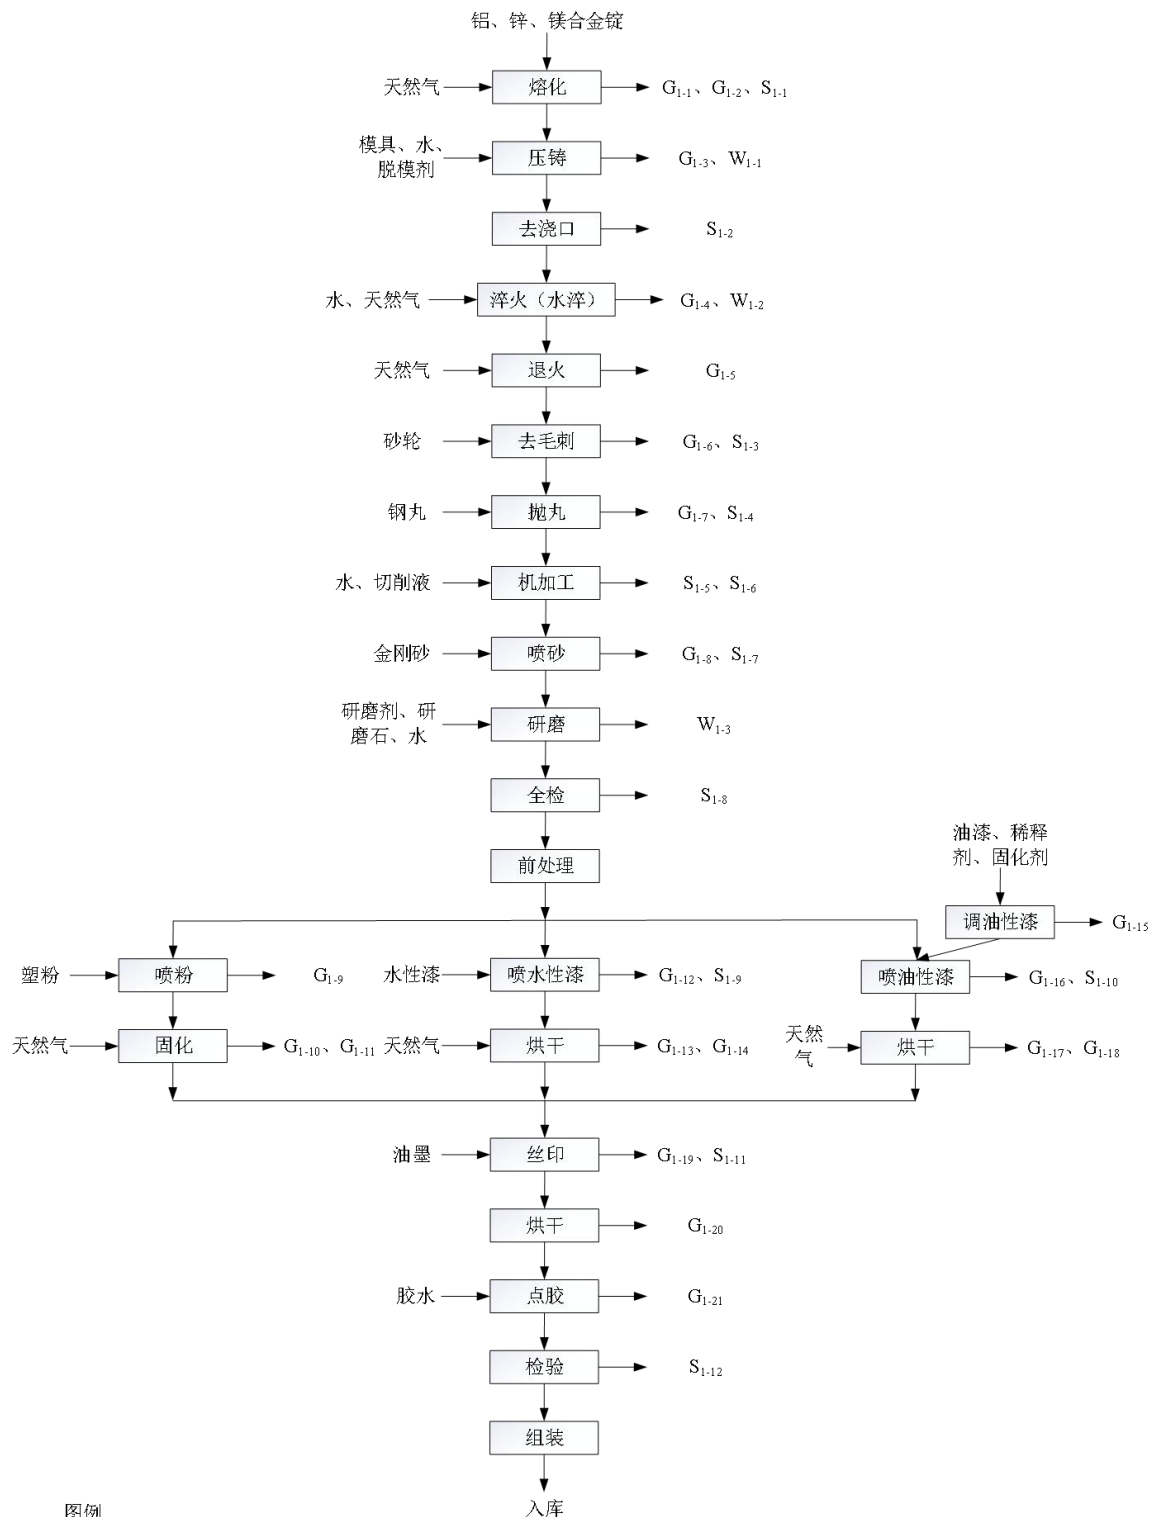 铝、锌、镁合金锭
天然气
熔化
G1-1、G1-2、S1-1
模具、水、
脱模剂
压铸
G1-3、W1-1
去浇口
S1-2
水、天然气
淬火（水淬）
G1-4、W1-2
天然气
退火
G1-5
砂轮
去毛刺
G1-6、S1-3
钢丸
抛丸
G1-7、S1-4
水、切削液
机加工
S1-5、S1-6
金刚砂
喷砂
G1-8、S1-7
研磨剂、研
磨石、水
研磨
W1-3
全检
S1-8
前处理
油漆、稀释
剂、固化剂
调油性漆
G1-15
塑粉
喷粉
G1-9
水性漆
喷水性漆
G1-12、S1-9
喷油性漆
G1-16、S1-10
天然气
固化
G1-10、G1-11
天然气
烘干
G1-13、G1-14
天然
气
烘干
G1-17、G1-18
油墨
丝印
G1-19、S1-11
烘干
G1-20
胶水
点胶
G1-21
检验
S1-12
组装
入库
图例